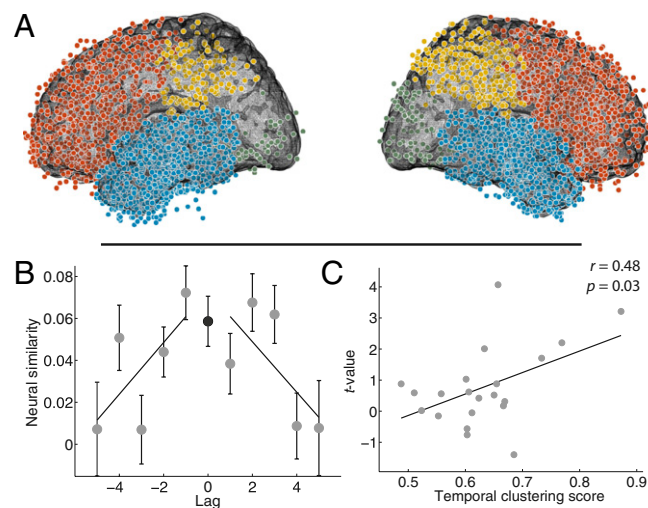 A
B
0.08
0.06
0.04
0.02
0
Neural similarity
−4
−2
0
2
4
Lag
C
r = 0.48
p = 0.03
4
3
2
1
0
−1
t-value
0.5
0.6
0.7
0.8
0.9
Temporal clustering score